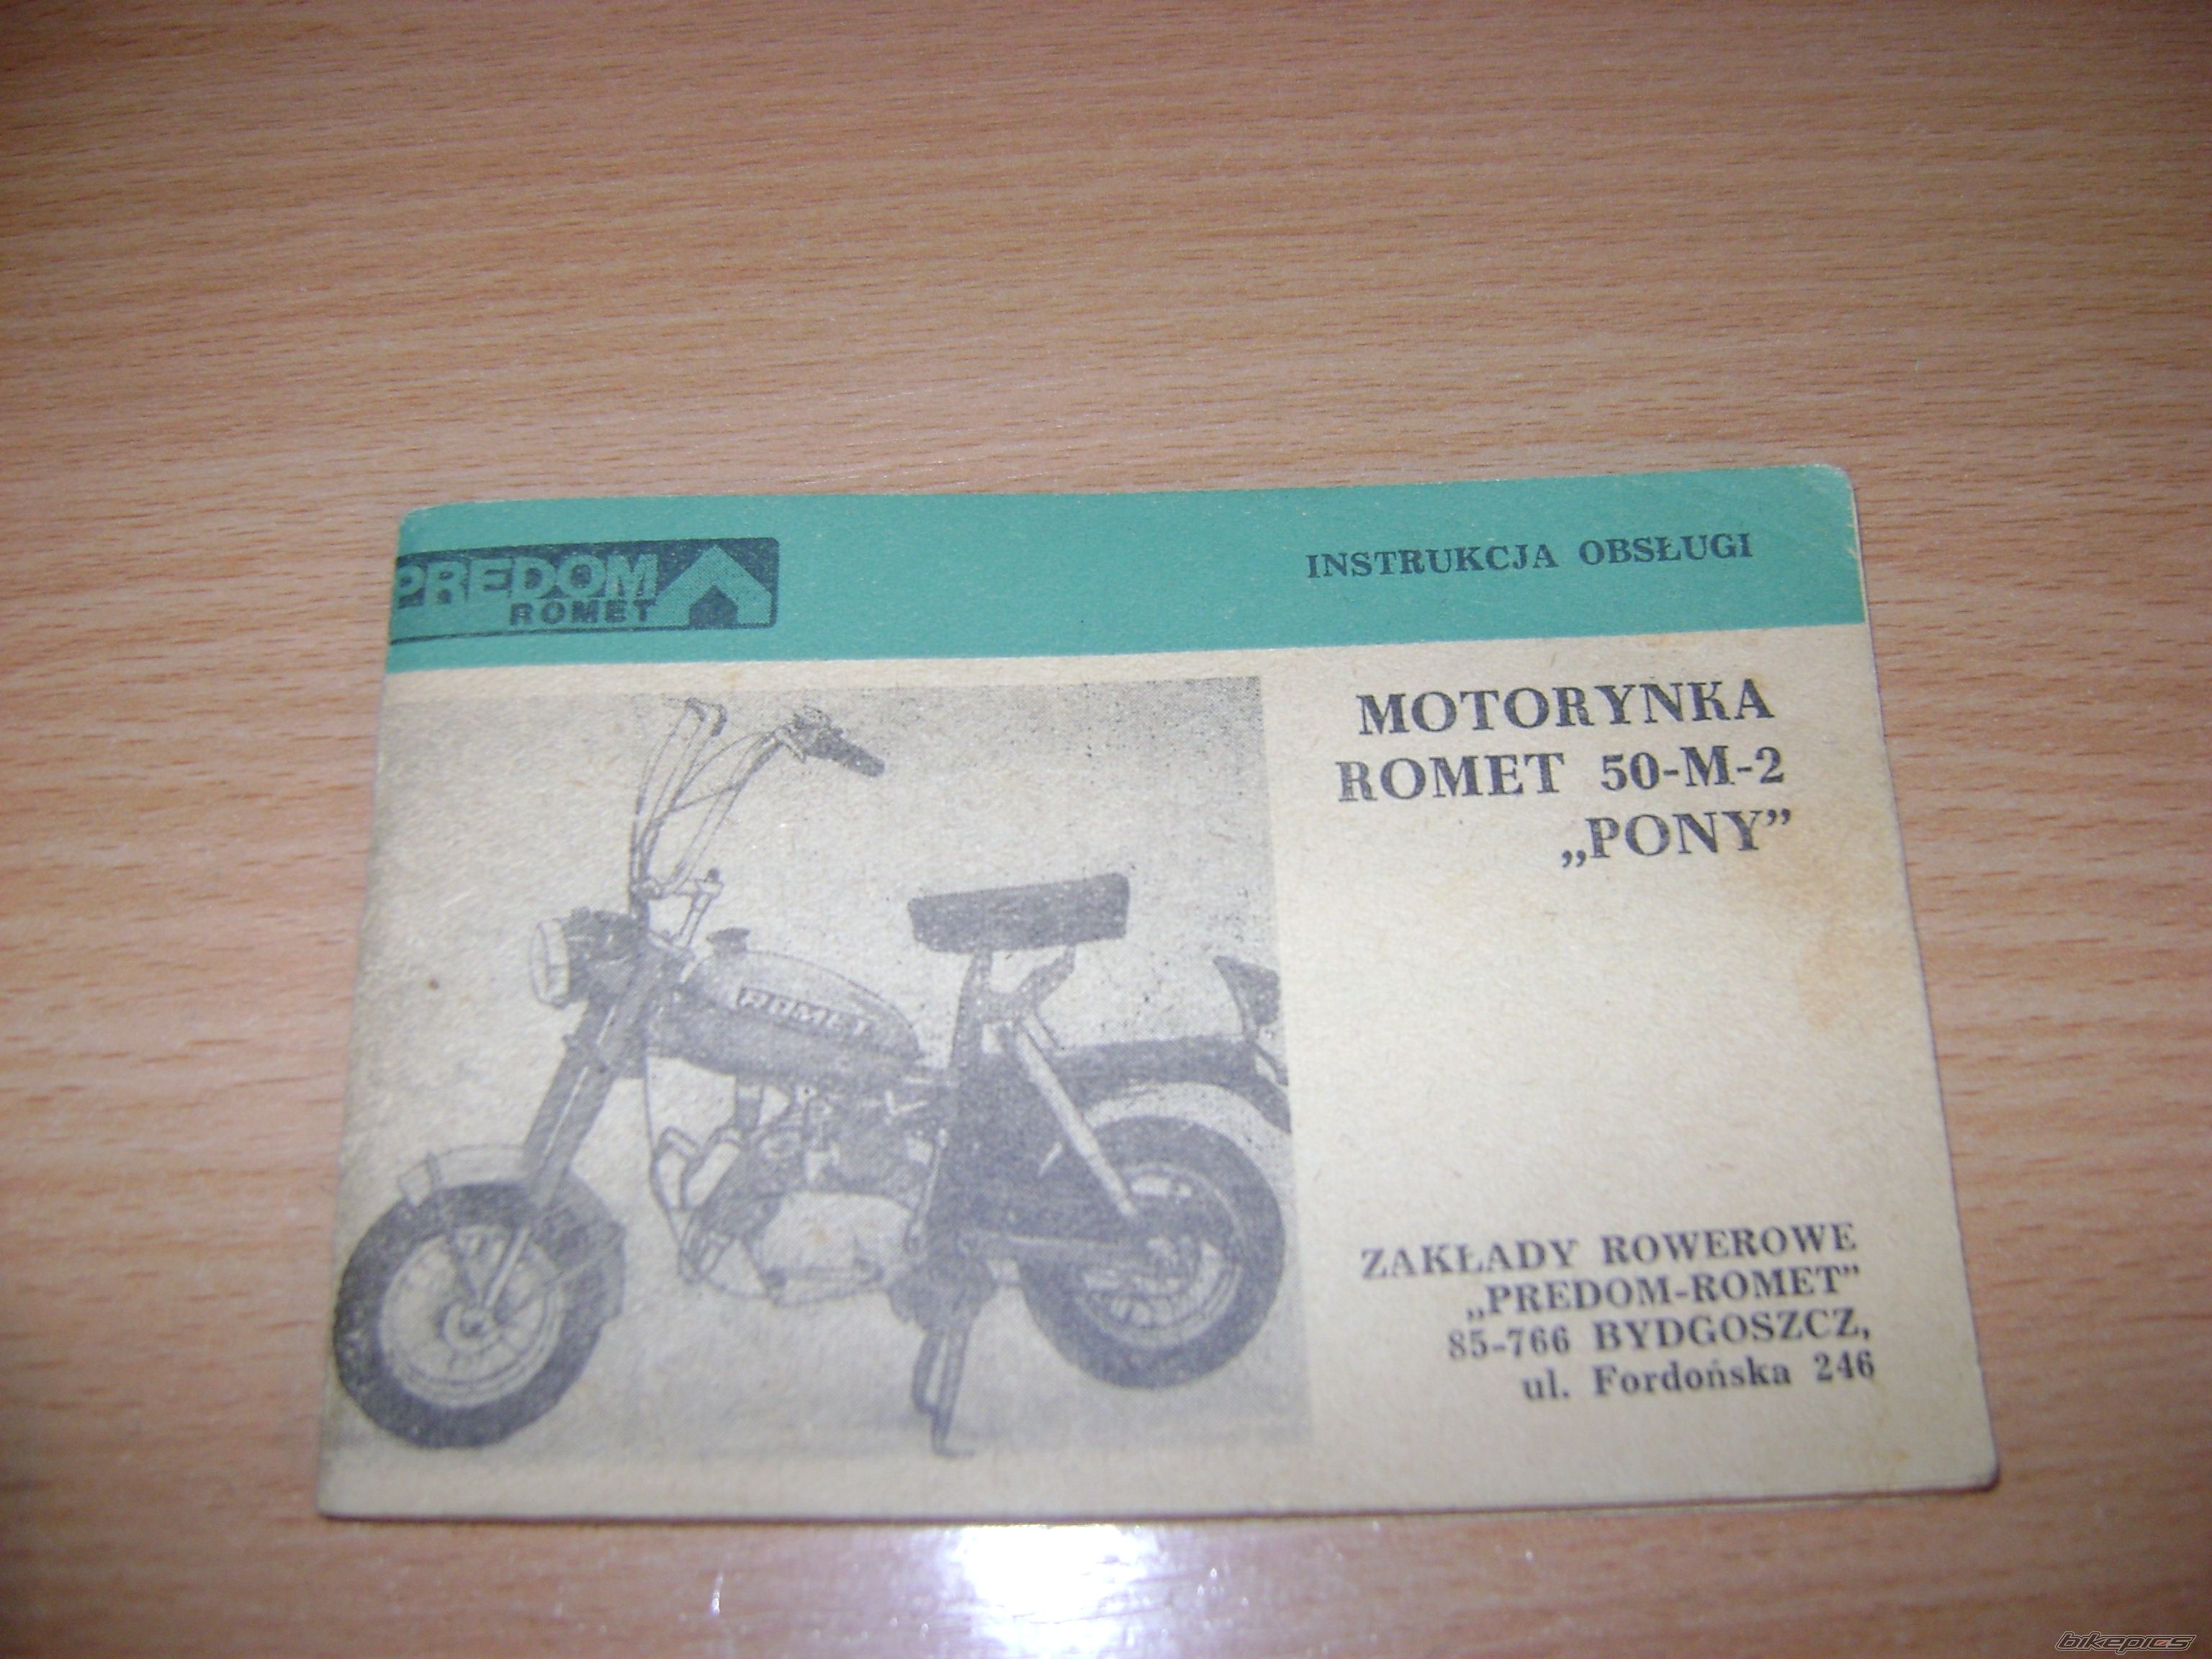 PREDOM
ROMET
INSTRUKCJA OBSŁUGI
MOTORYNKA
ROMET 50-M-2
„PONY”
ROMET
ZAKŁADY ROWEROWE
„PREDOM-ROMET”
85-766 BYDGOSZCZ,
ul. Fordońska 246
bikepics